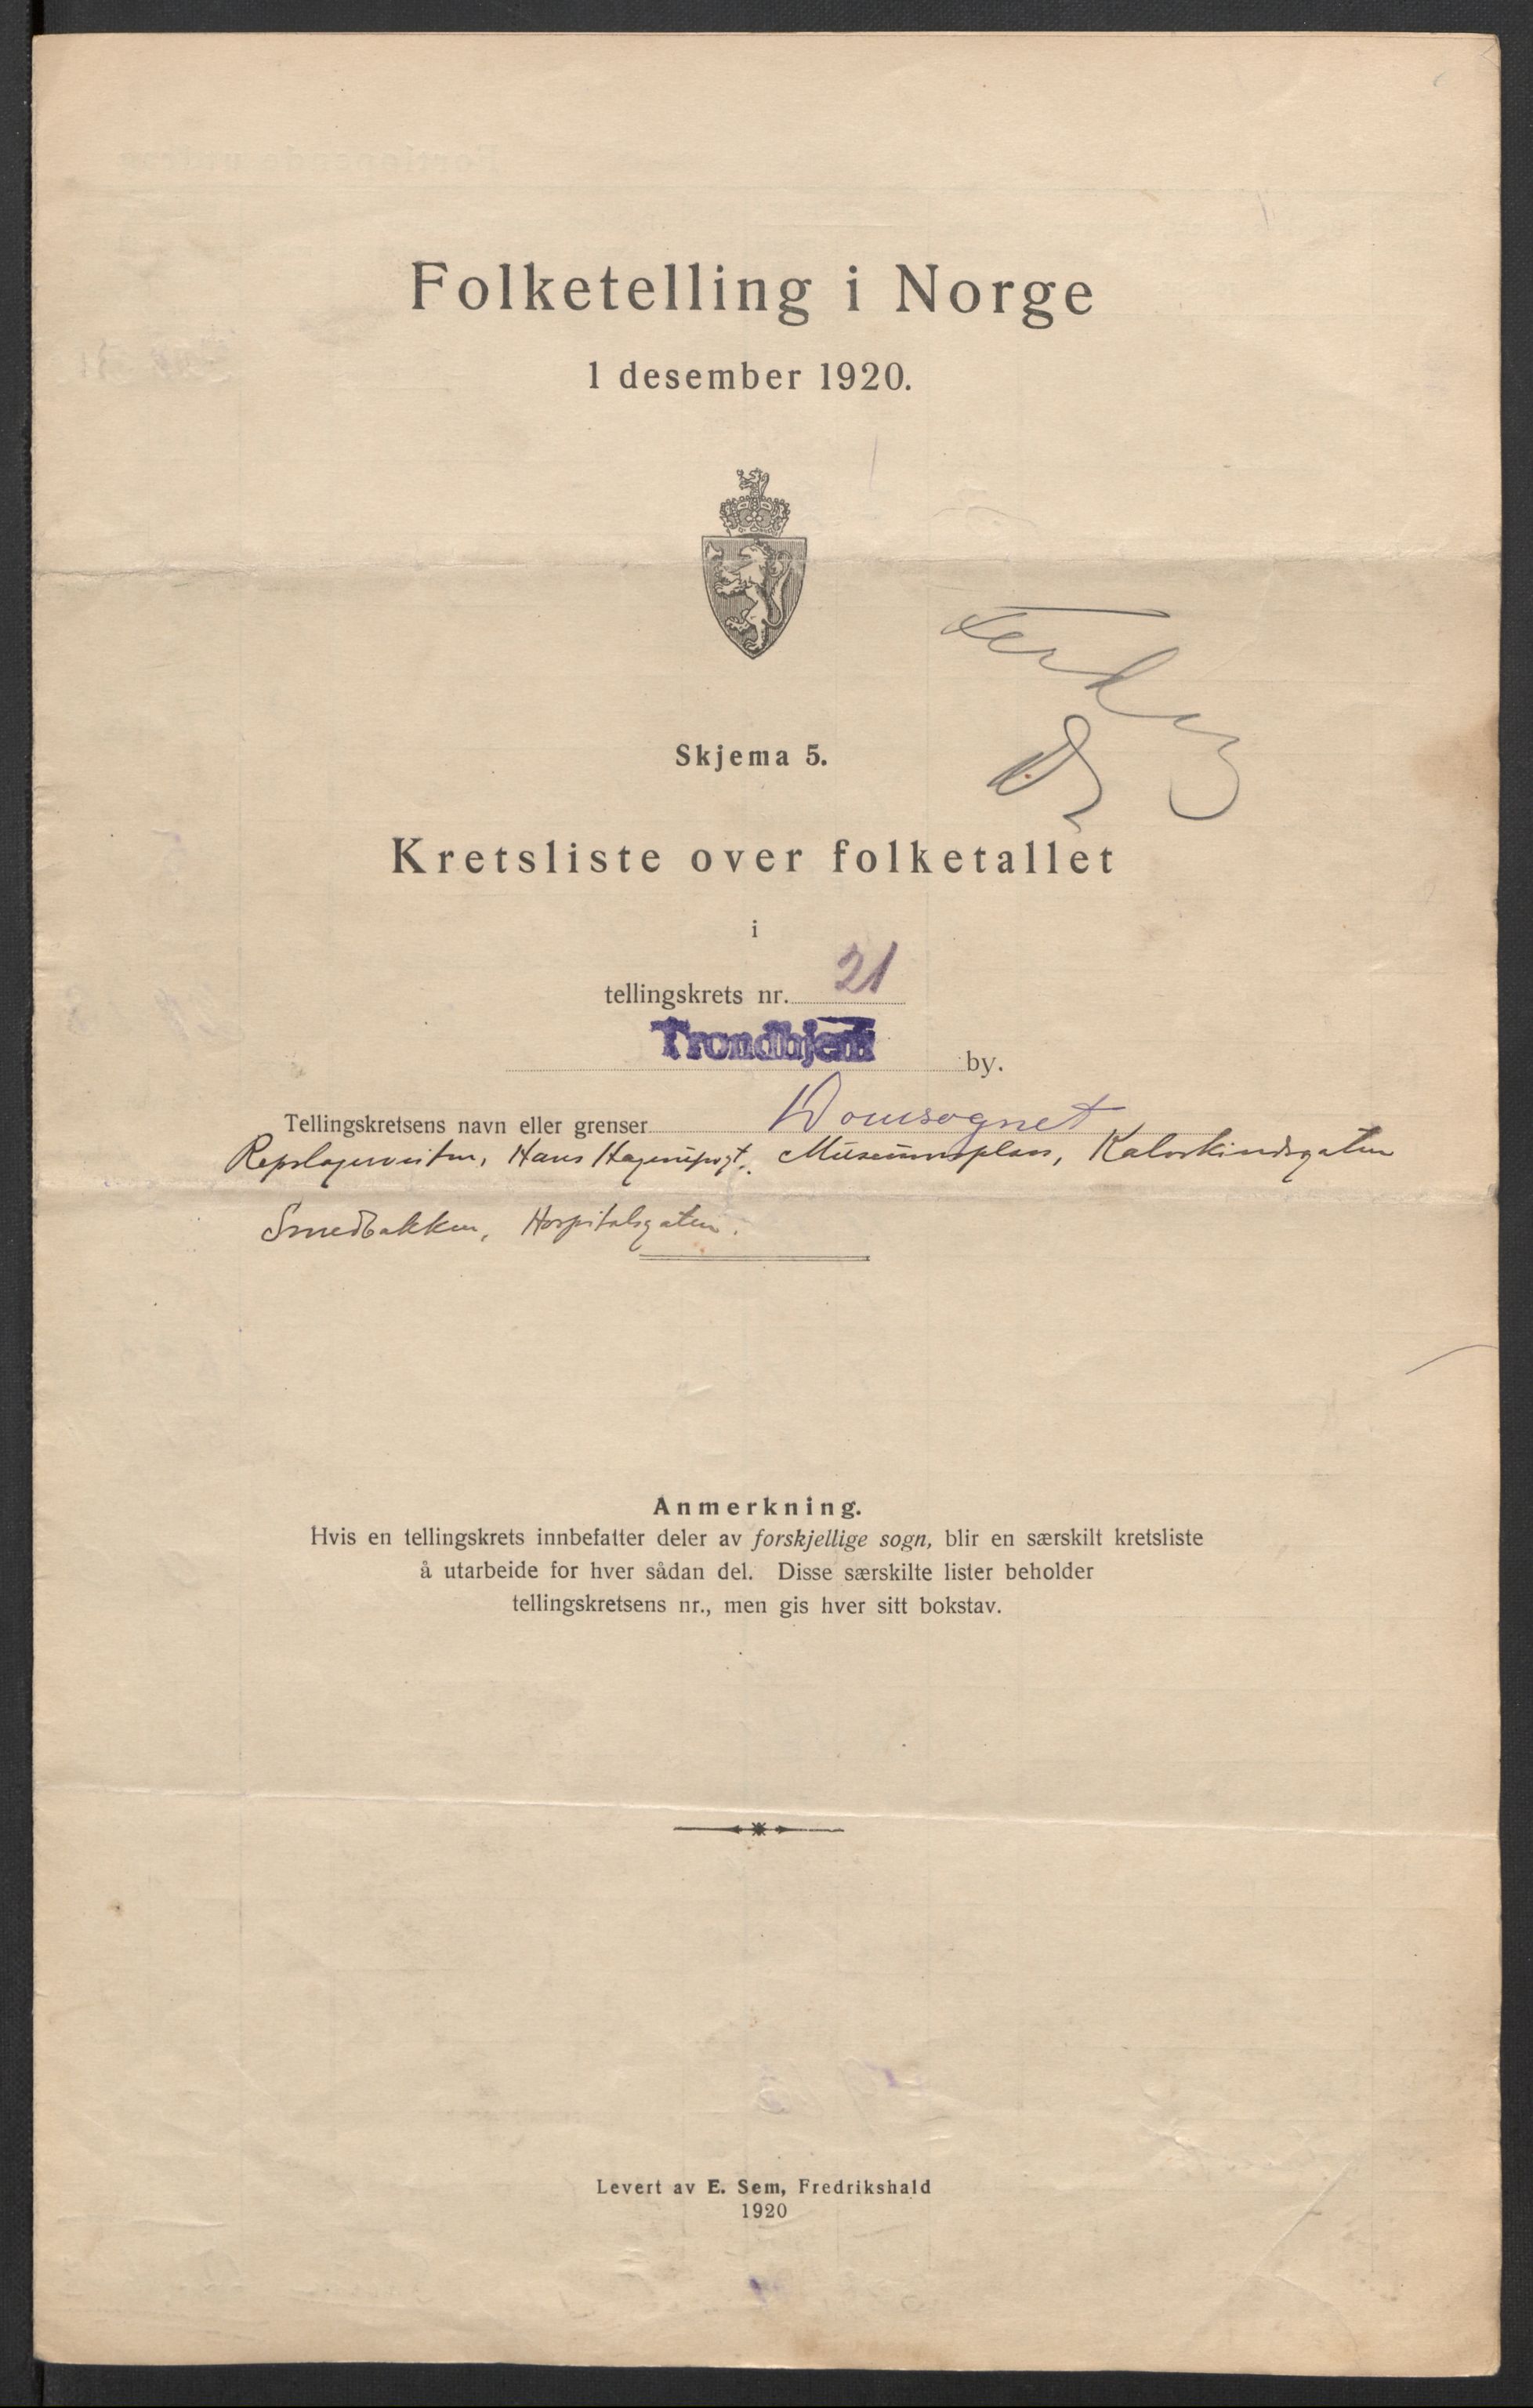 Folketelling i Norge
1 desember 1920.
Ferdig
Skjema 5.
Kretsliste over folketallet
i
tellingskrets nr. 21
Trondhjem by.
Tellingskretsens navn eller grenser Domsognet
Repslagerveiten, Hans Hagerupsgt. Museumsplass, Kalvskindsgaten
Smedbakken, Hospitalsgaten.
Anmerkning.
Hvis en tellingskrets innbefatter deler av forskjellige sogn, blir en særskilt kretsliste
å utarbeide for hver sådan del. Disse særskilte lister beholder
tellingskretsens nr., men gis hver sitt bokstav.
Levert av E. Sem, Fredrikshald
1920